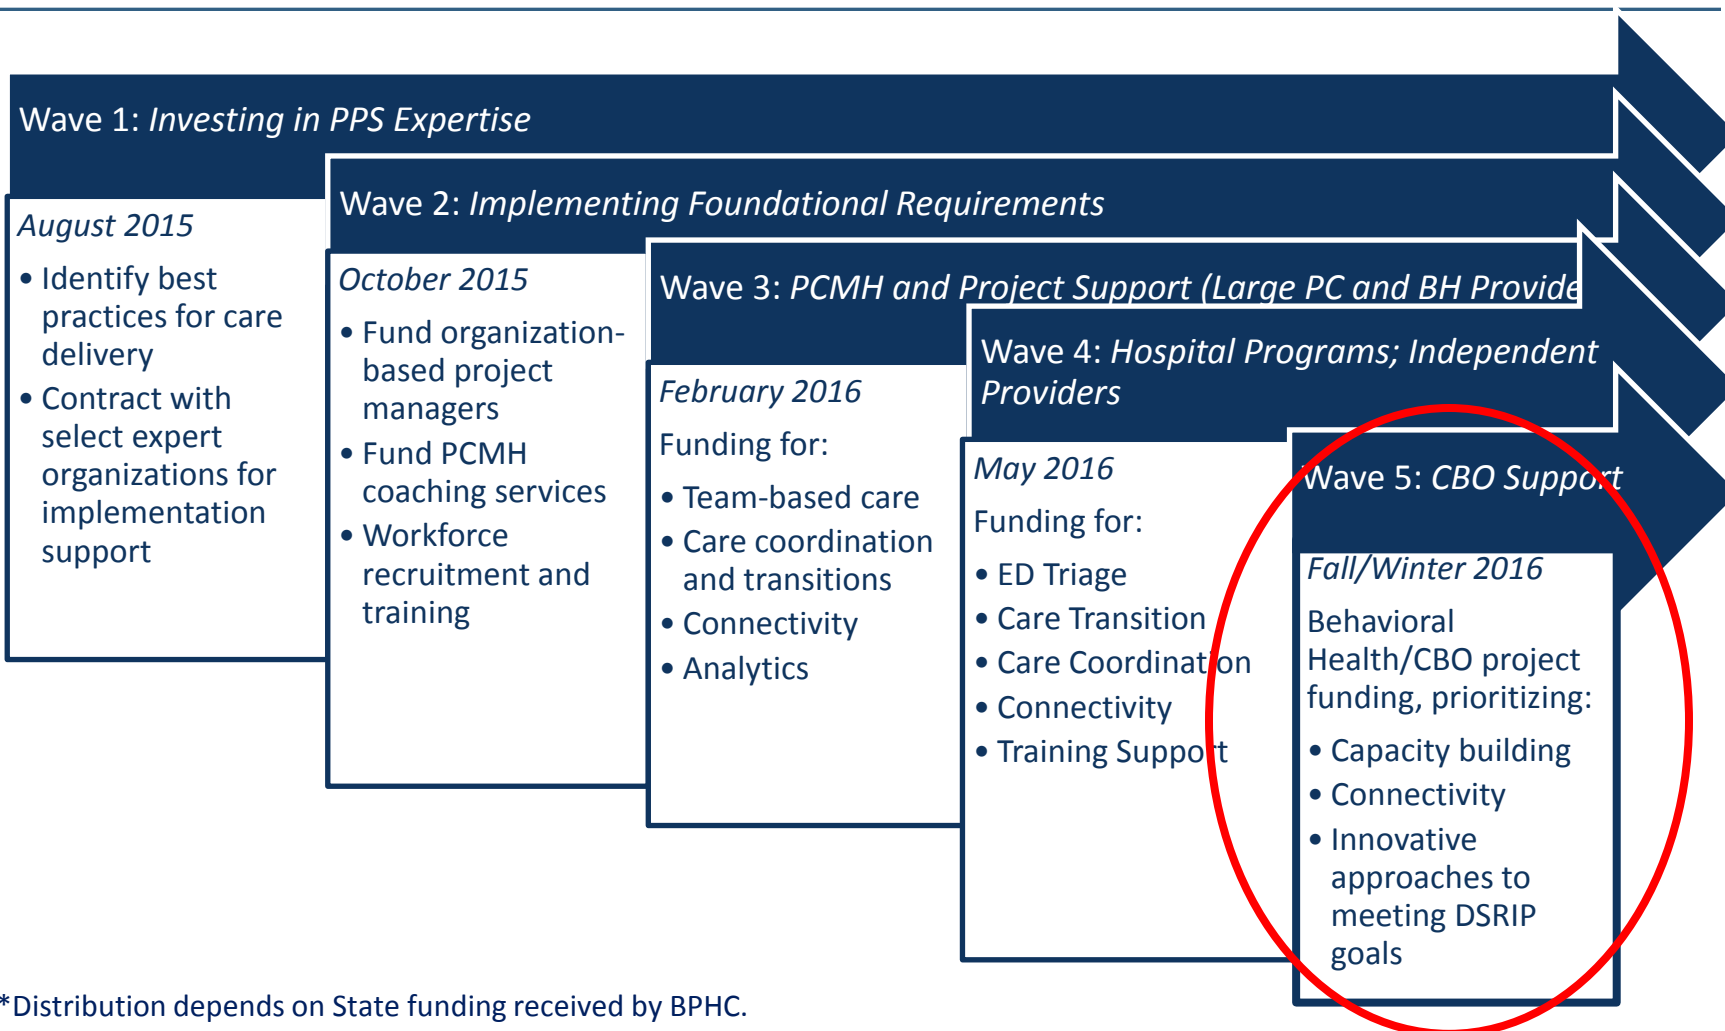 Wave 1: Investing in PPS Expertise
August 2015
• Identify best
practices for care
delivery
• Contract with
select expert
organizations for
implementation
support
Wave 2: Implementing Foundational Requirements
October 2015
• Fund organization-
based project
managers
• Fund PCMH
coaching services
• Workforce
recruitment and
training
Wave 3: PCMH and Project Support (Large PC and BH Provide
February 2016
Funding for:
• Team-based care
• Care coordination
and transitions
• Connectivity
• Analytics
Wave 4: Hospital Programs; Independent
Providers
May 2016
Funding for:
• ED Triage
• Care Transition
• Care Coordination
• Connectivity
• Training Support
Wave 5: CBO Support
Fall/Winter 2016
Behavioral
Health/CBO project
funding, prioritizing:
• Capacity building
• Connectivity
• Innovative
approaches to
meeting DSRIP
goals
*Distribution depends on State funding received by BPHC.